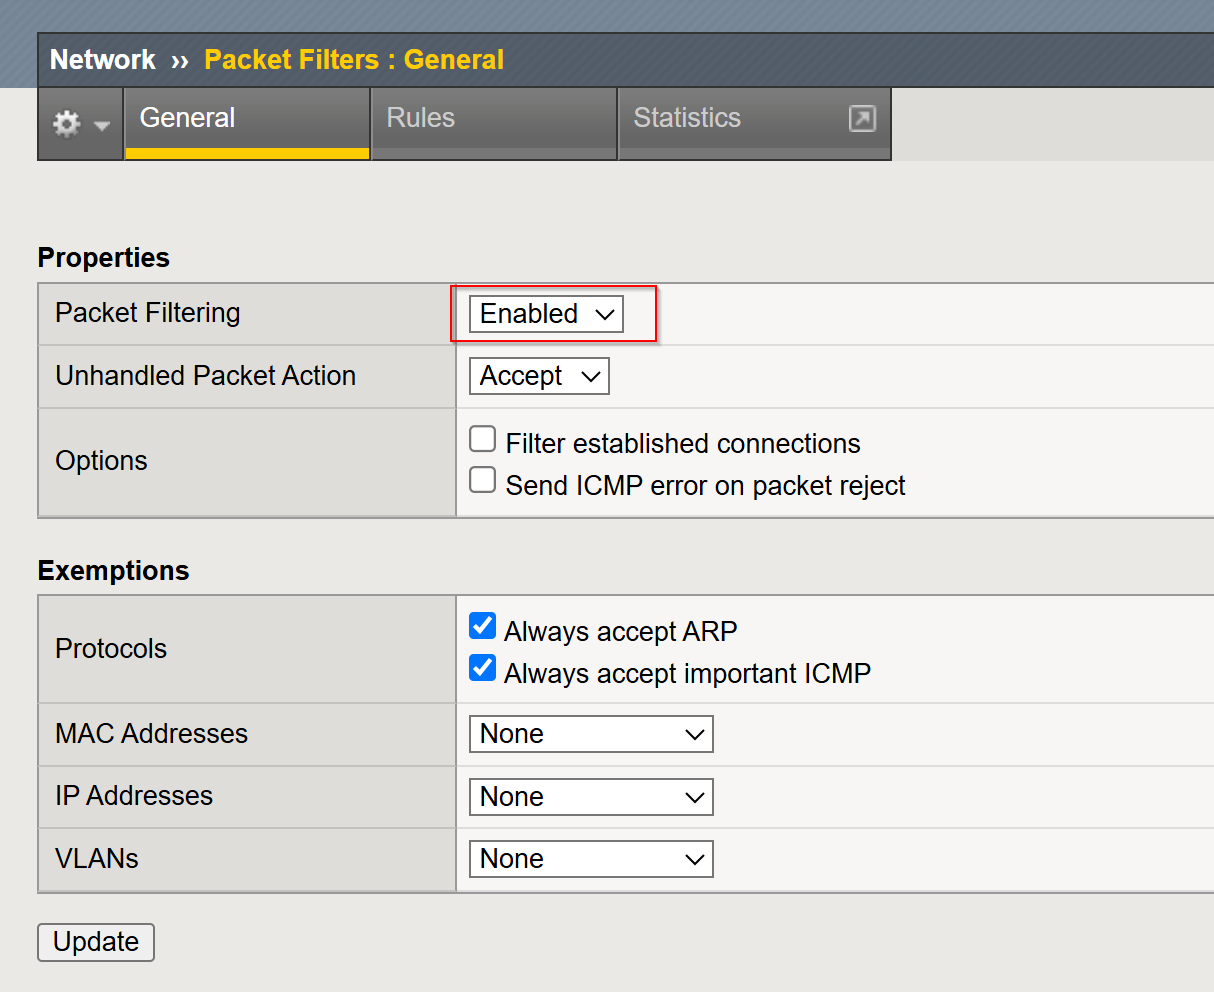 Network ›› Packet Filters : General
General Rules Statistics
Properties
Packet Filtering Enabled
Unhandled Packet Action Accept
Options
Filter established connections
Send ICMP error on packet reject
Exemptions
Protocols
Always accept ARP
Always accept important ICMP
MAC Addresses None
IP Addresses None
VLANs None
Update